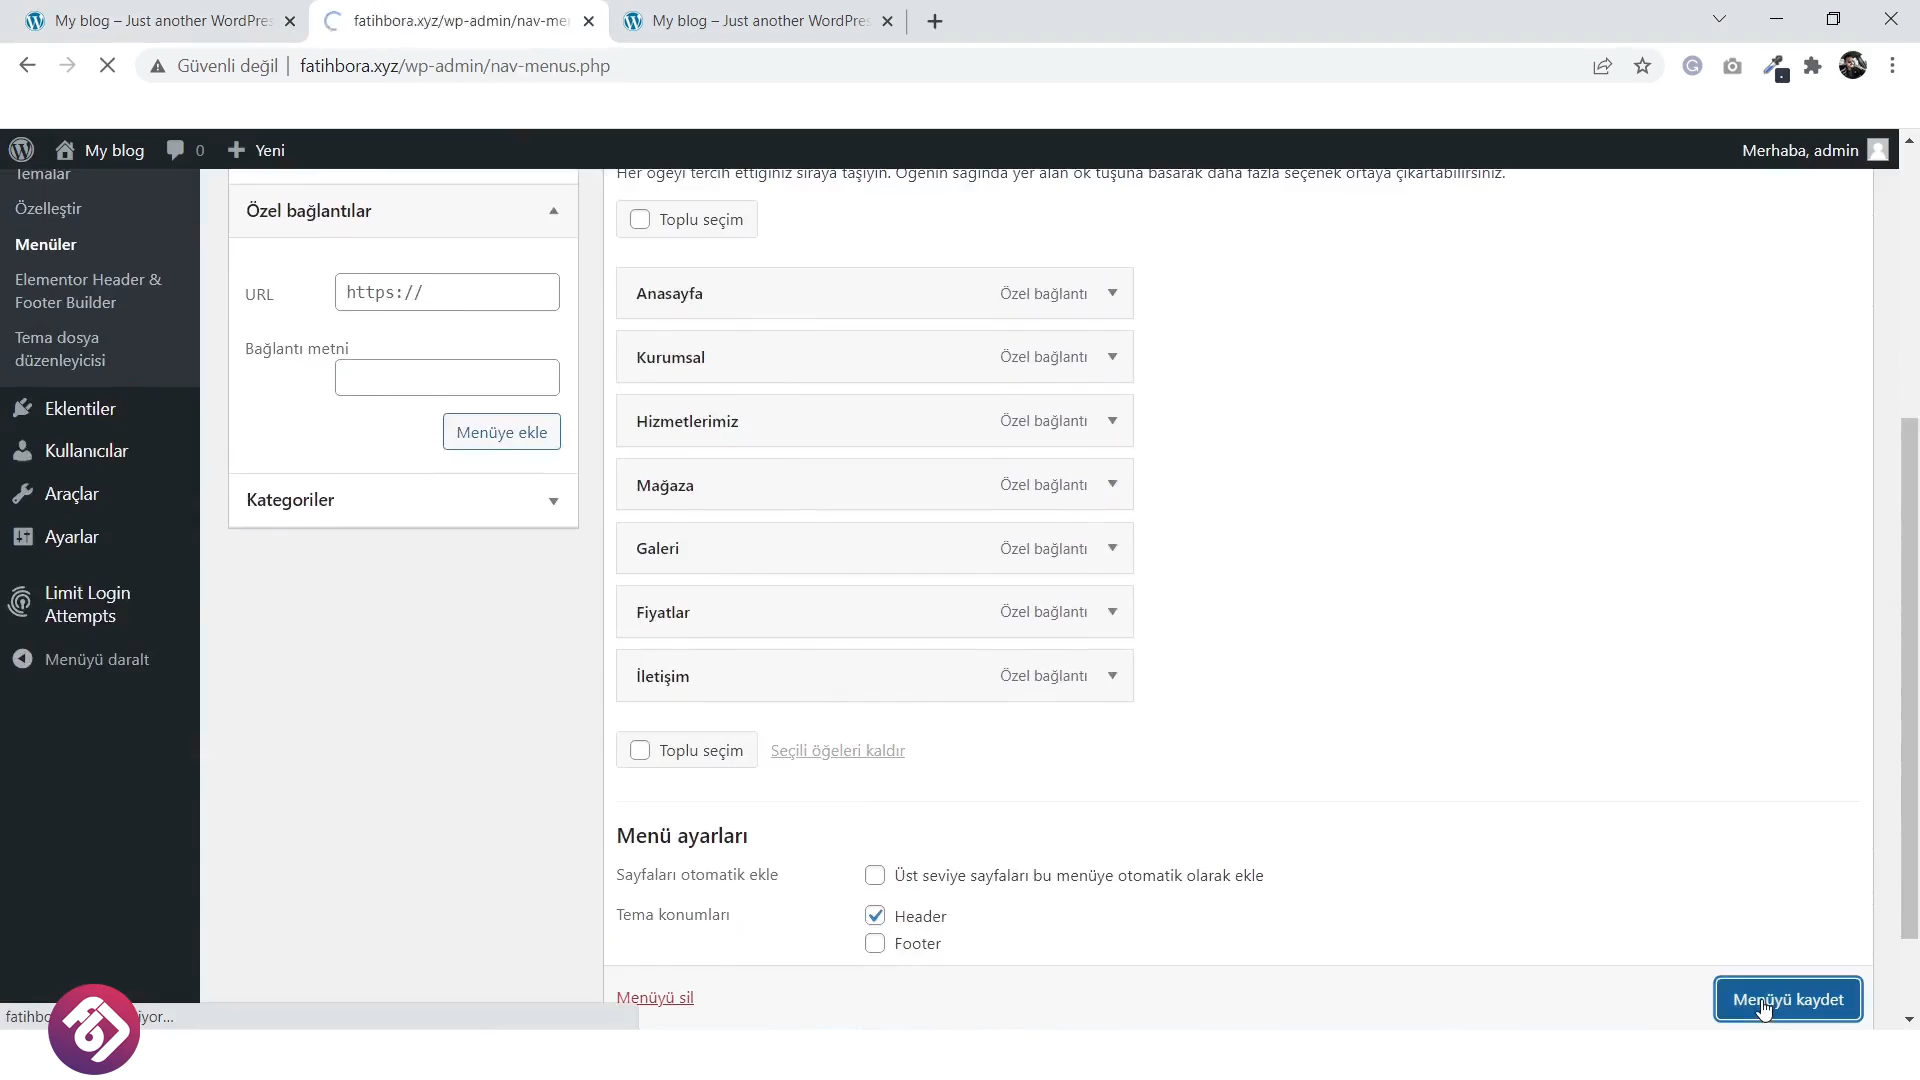 My blog – Just another WordPres
fatihbora.xyz/wp-admin/nav-me
My blog – Just another WordPres
Güvenli değil | fatihbora.xyz/wp-admin/nav-menus.php
My blog
0
Yeni
Merhaba, admin
Temalar
Özelleştir
Menüler
Elementor Header &
Footer Builder
Tema dosya
düzenleyicisi
Eklentiler
Kullanıcılar
Araçlar
Ayarlar
Limit Login
Attempts
Menüyü daralt
Özel bağlantılar
URL
https://
Bağlantı metni
Menüye ekle
Kategoriler
Her öğeyi tercih ettiğiniz sıraya taşıyın. Öğenin sağında yer alan ok tuşuna basarak daha fazla seçenek ortaya çıkartabilirsiniz.
Toplu seçim
Anasayfa Özel bağlantı
Kurumsal Özel bağlantı
Hizmetlerimiz Özel bağlantı
Mağaza Özel bağlantı
Galeri Özel bağlantı
Fiyatlar Özel bağlantı
İletişim Özel bağlantı
Toplu seçim Seçili öğeleri kaldır
Menü ayarları
Sayfaları otomatik ekle Üst seviye sayfaları bu menüye otomatik olarak ekle
Tema konumları Header
Footer
Menüyü sil
Menüyü kaydet